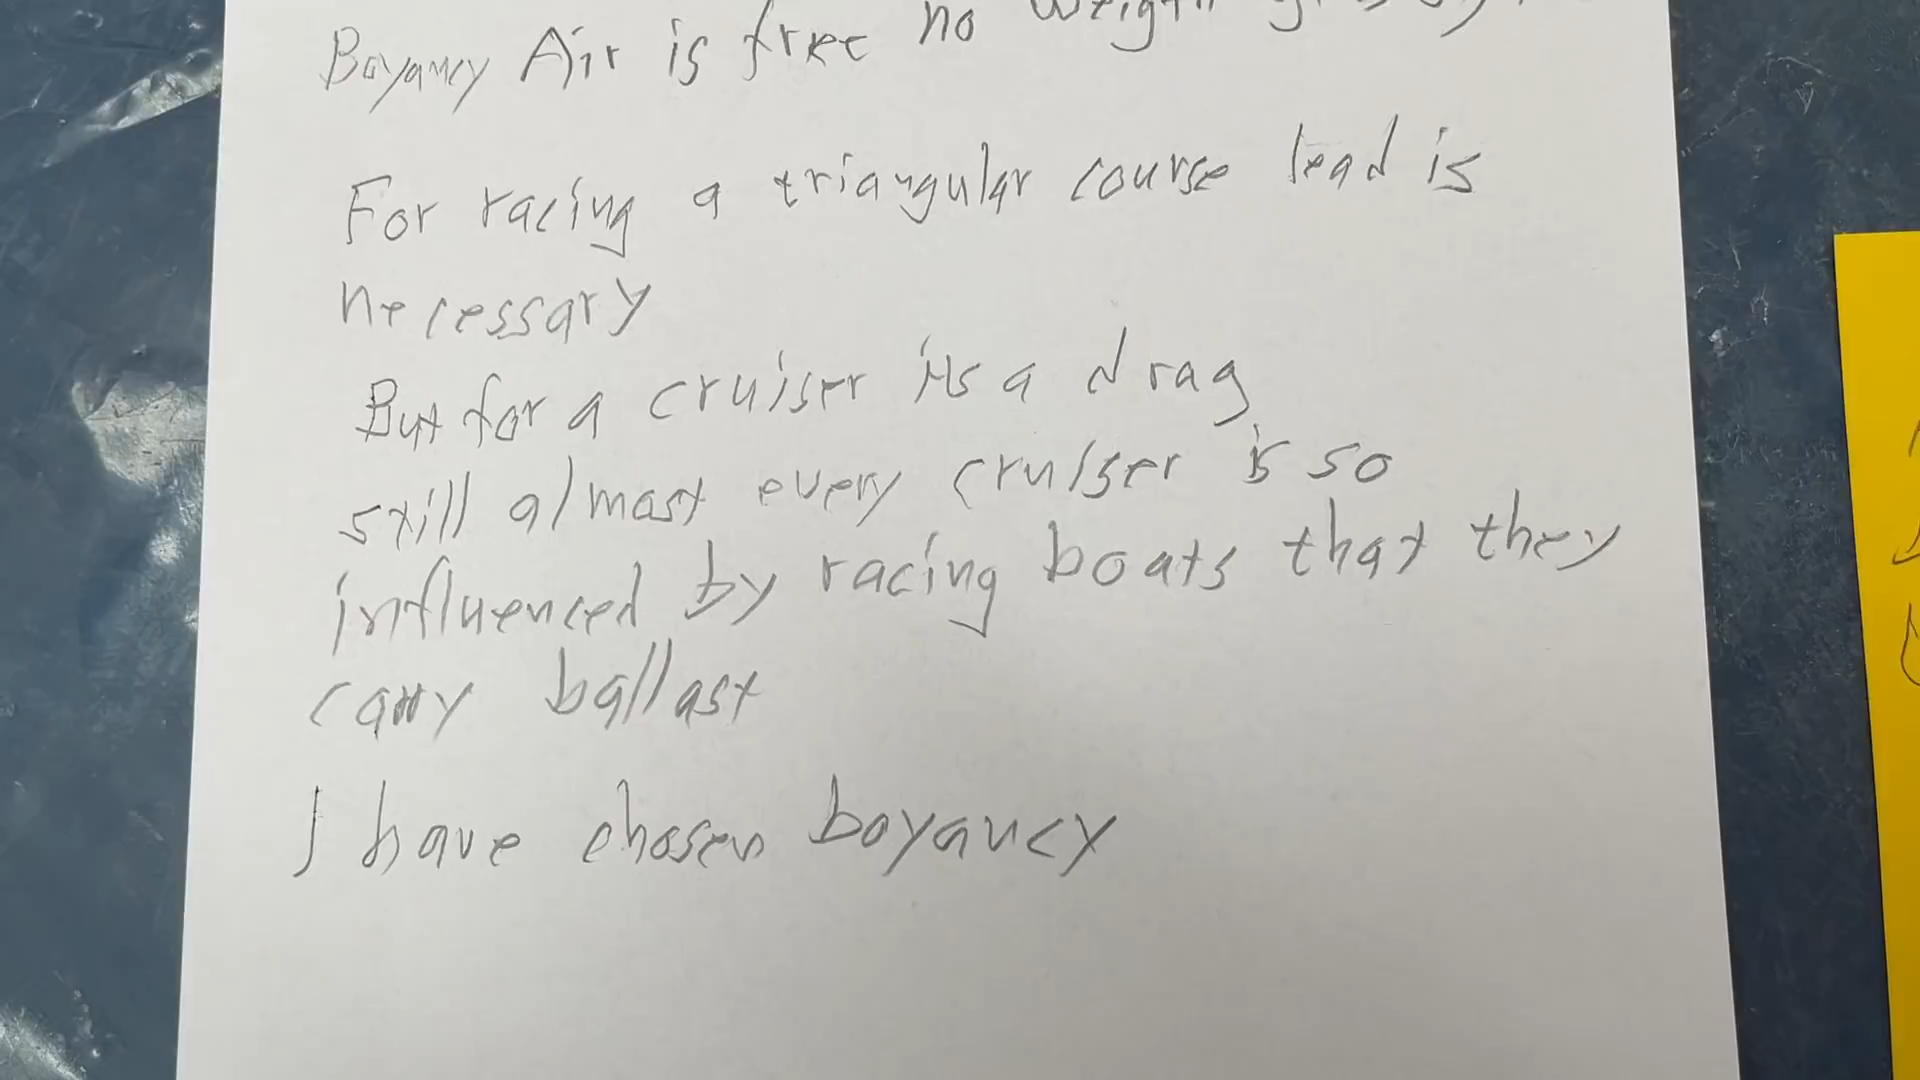 Boyancy Air is free no weigth
For racing a triangular course lead is
necessary
But for a cruiser its a drag
still almost every cruiser is so
influenced by racing boats that they
carry ballast
I have chosen boyancy